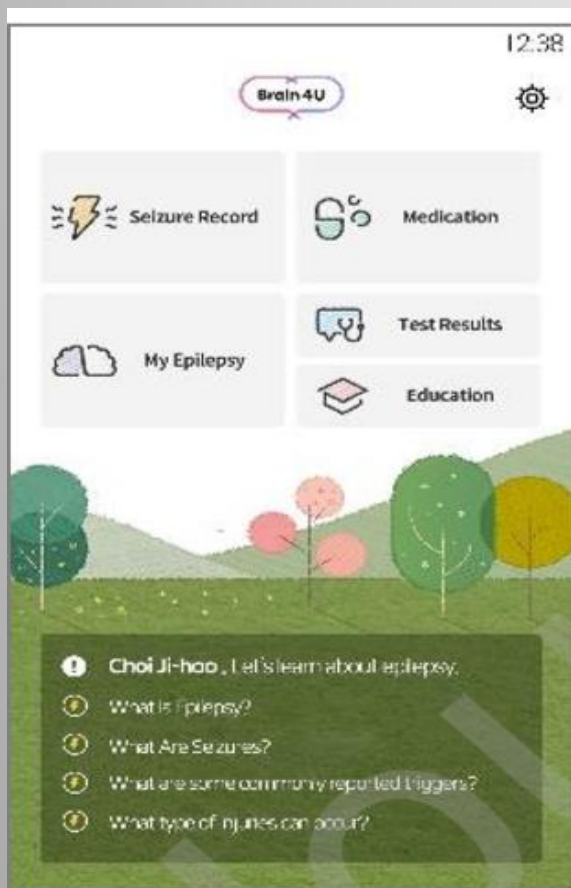 12:38
Brain 4U
Seizure Record
Medication
My Epilepsy
Test Results
Education
Choi Ji-hoo , Let's learn about epilepsy.
What is Epilepsy?
What Are Seizures?
What are some commonly reported triggers?
What type of injuries can occur?